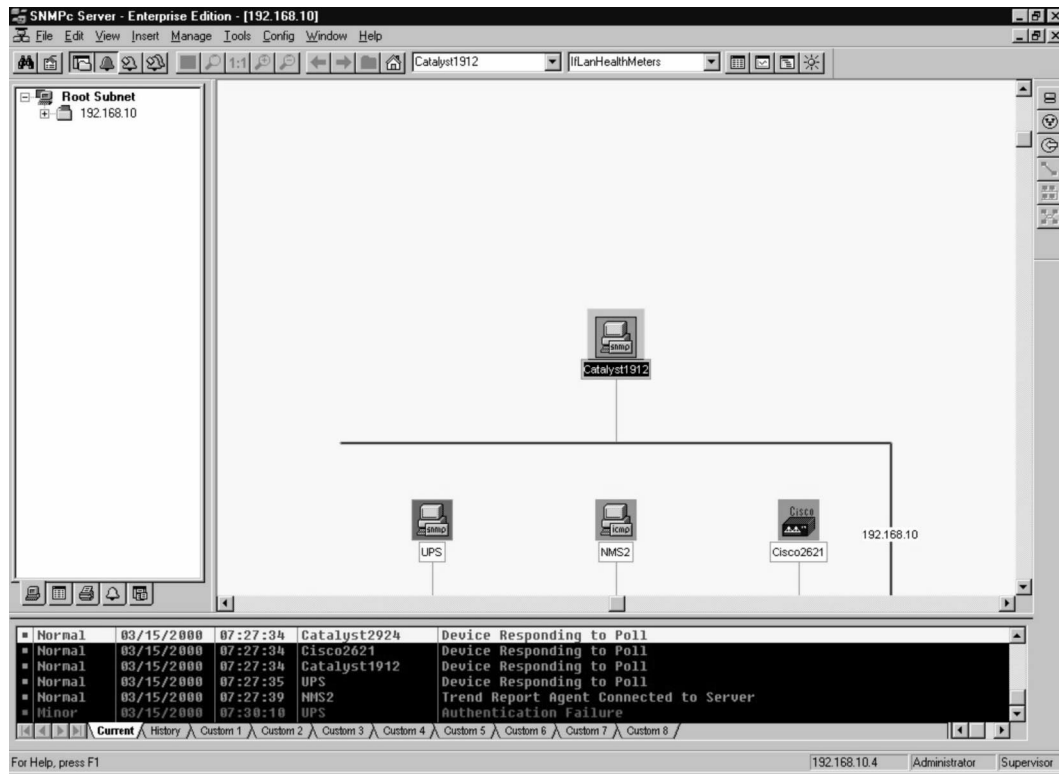 SNMPc Server - Enterprise Edition - [192.168.10]
File Edit View Insert Manage Tools Config Window Help
1:1 Catalyst1912 IfLanHealthMeters
Root Subnet
192.168.10
snmp
Catalyst1912
snmp
UPS
icmp
NMS2
Cisco
Cisco2621
192.168.10
Normal 03/15/2000 07:27:34 Catalyst2924 Device Responding to Poll
Normal 03/15/2000 07:27:34 Cisco2621 Device Responding to Poll
Normal 03/15/2000 07:27:34 Catalyst1912 Device Responding to Poll
Normal 03/15/2000 07:27:35 UPS Device Responding to Poll
Normal 03/15/2000 07:27:39 NMS2 Trend Report Agent Connected to Server
Minor 03/15/2000 07:30:10 UPS Authentication Failure
Current History Custom 1 Custom 2 Custom 3 Custom 4 Custom 5 Custom 6 Custom 7 Custom 8
For Help, press F1 192.168.10.4 Administrator Supervisor